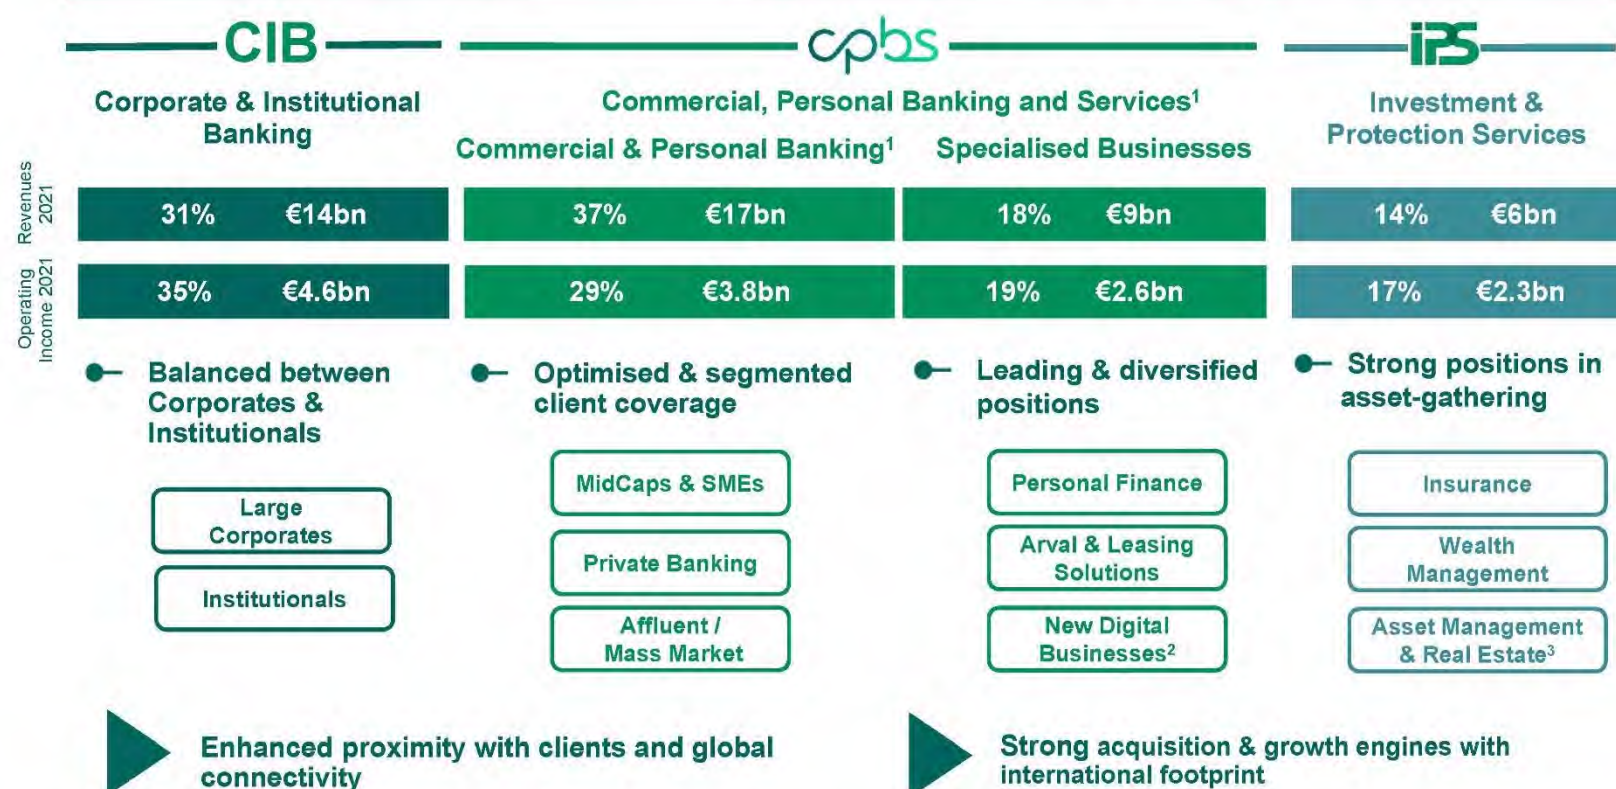 CIB
cpbs
iPS
Corporate & Institutional
Banking
Commercial, Personal Banking and Services¹
Commercial & Personal Banking¹
Specialised Businesses
Investment &
Protection Services
Revenues
2021
31% €14bn
37% €17bn
18% €9bn
14% €6bn
Operating
Income 2021
35% €4.6bn
29% €3.8bn
19% €2.6bn
17% €2.3bn
Balanced between
Corporates &
Institutionals
Large
Corporates
Institutionals
Optimised & segmented
client coverage
MidCaps & SMEs
Private Banking
Affluent /
Mass Market
Leading & diversified
positions
Personal Finance
Arval & Leasing
Solutions
New Digital
Businesses²
Strong positions in
asset-gathering
Insurance
Wealth
Management
Asset Management
& Real Estate³
Enhanced proximity with clients and global
connectivity
Strong acquisition & growth engines with
international footprint